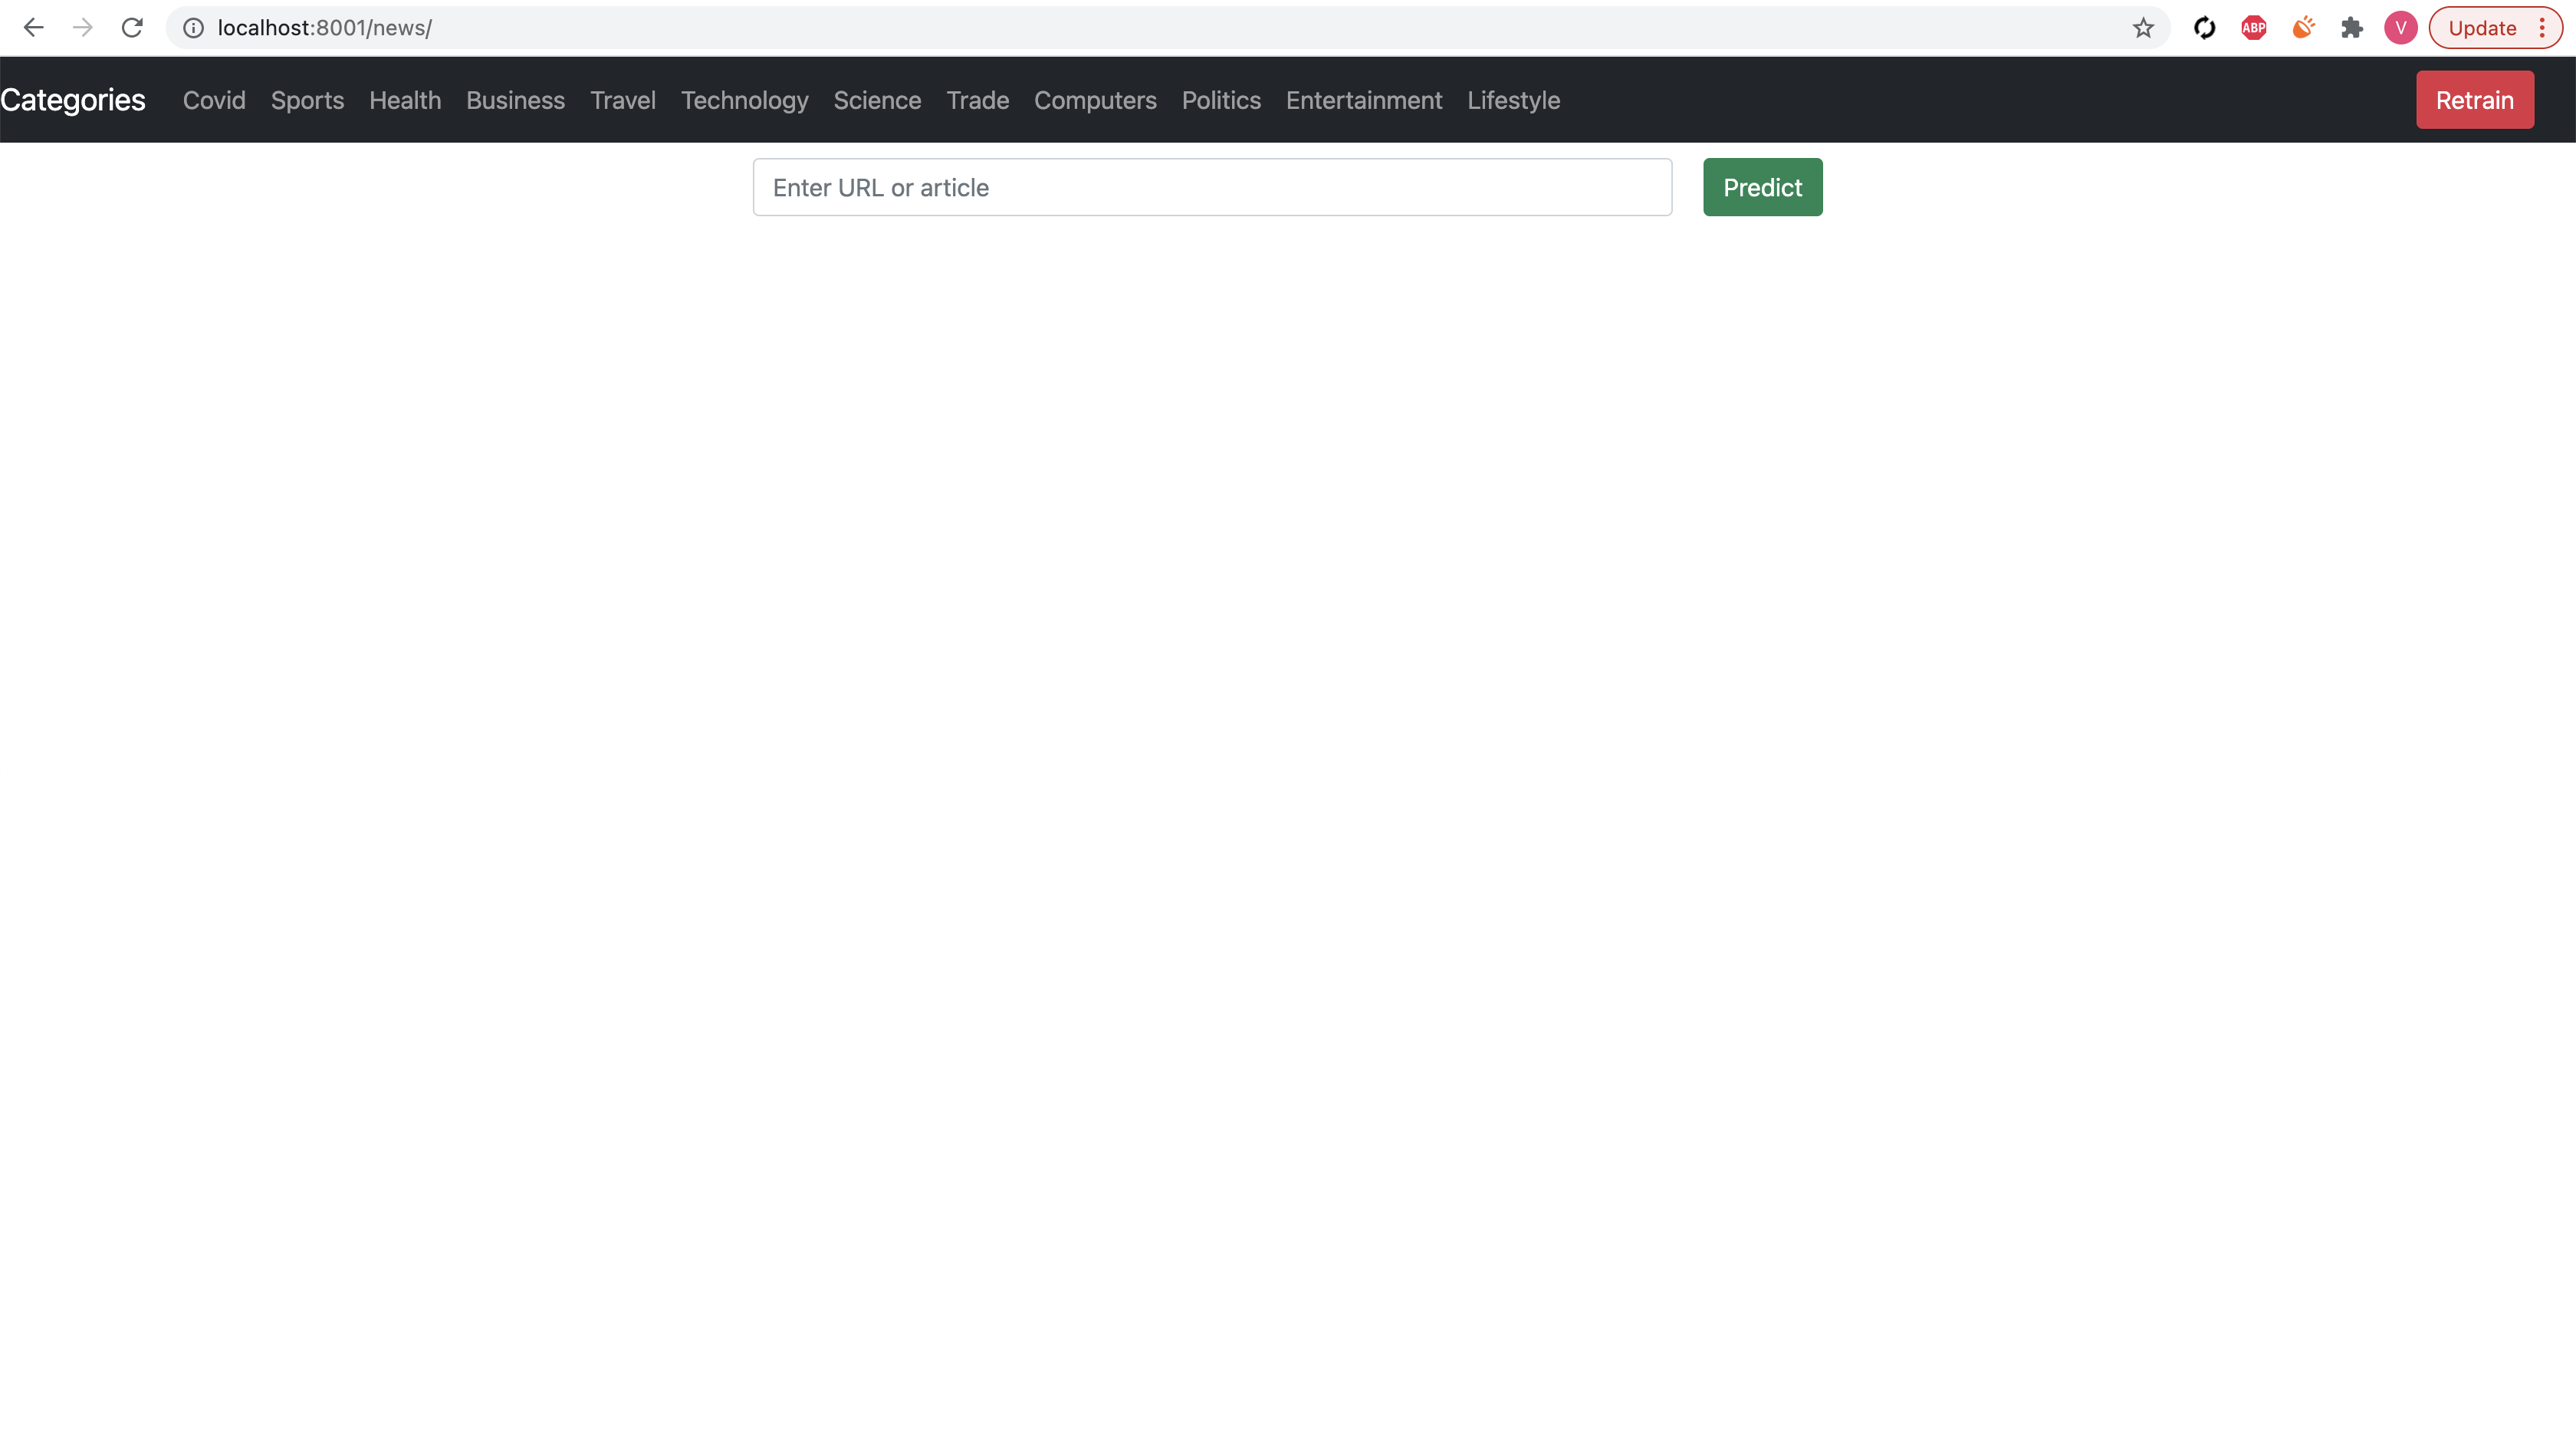 localhost:8001/news/
ABP
V
Update
Categories Covid Sports Health Business Travel Technology Science Trade Computers Politics Entertainment Lifestyle Retrain
Enter URL or article Predict